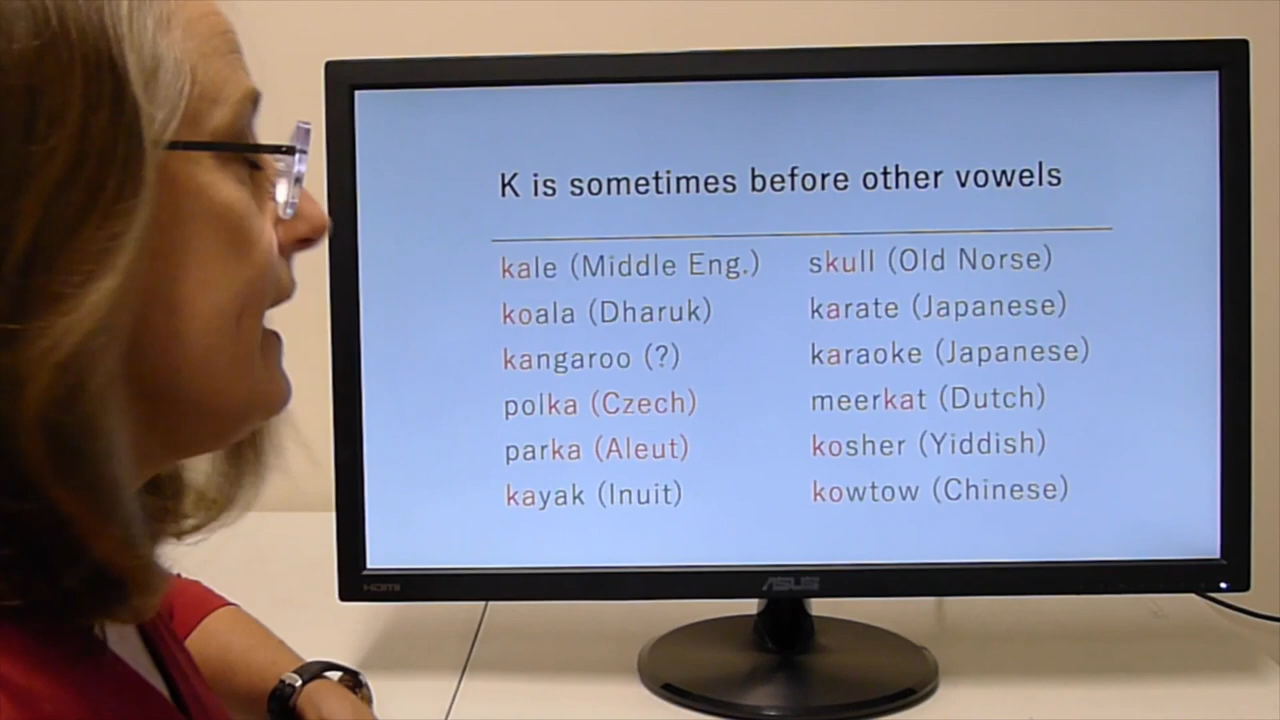 K is sometimes before other vowels
kale (Middle Eng.)
koala (Dharuk)
kangaroo (?)
polka (Czech)
parka (Aleut)
kayak (Inuit)
skull (Old Norse)
karate (Japanese)
karaoke (Japanese)
meerkat (Dutch)
kosher (Yiddish)
kowtow (Chinese)
HDMI
ASUS